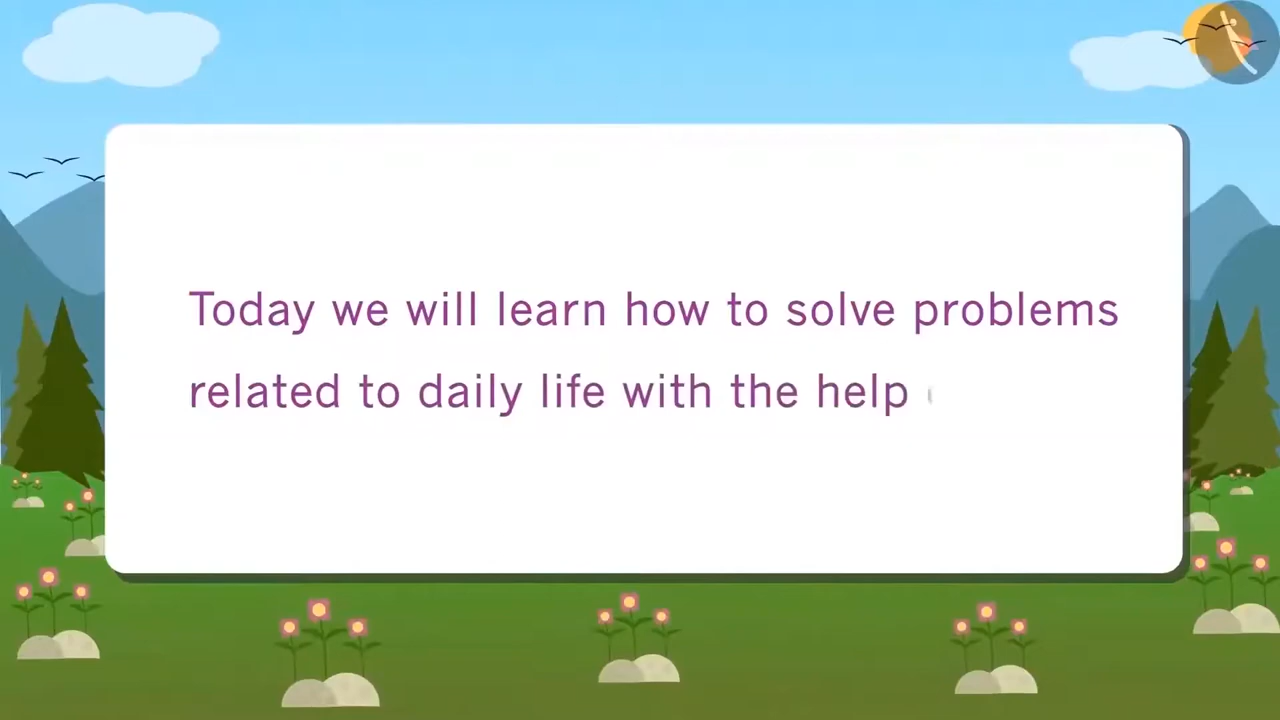 Today we will learn how to solve problems
related to daily life with the help